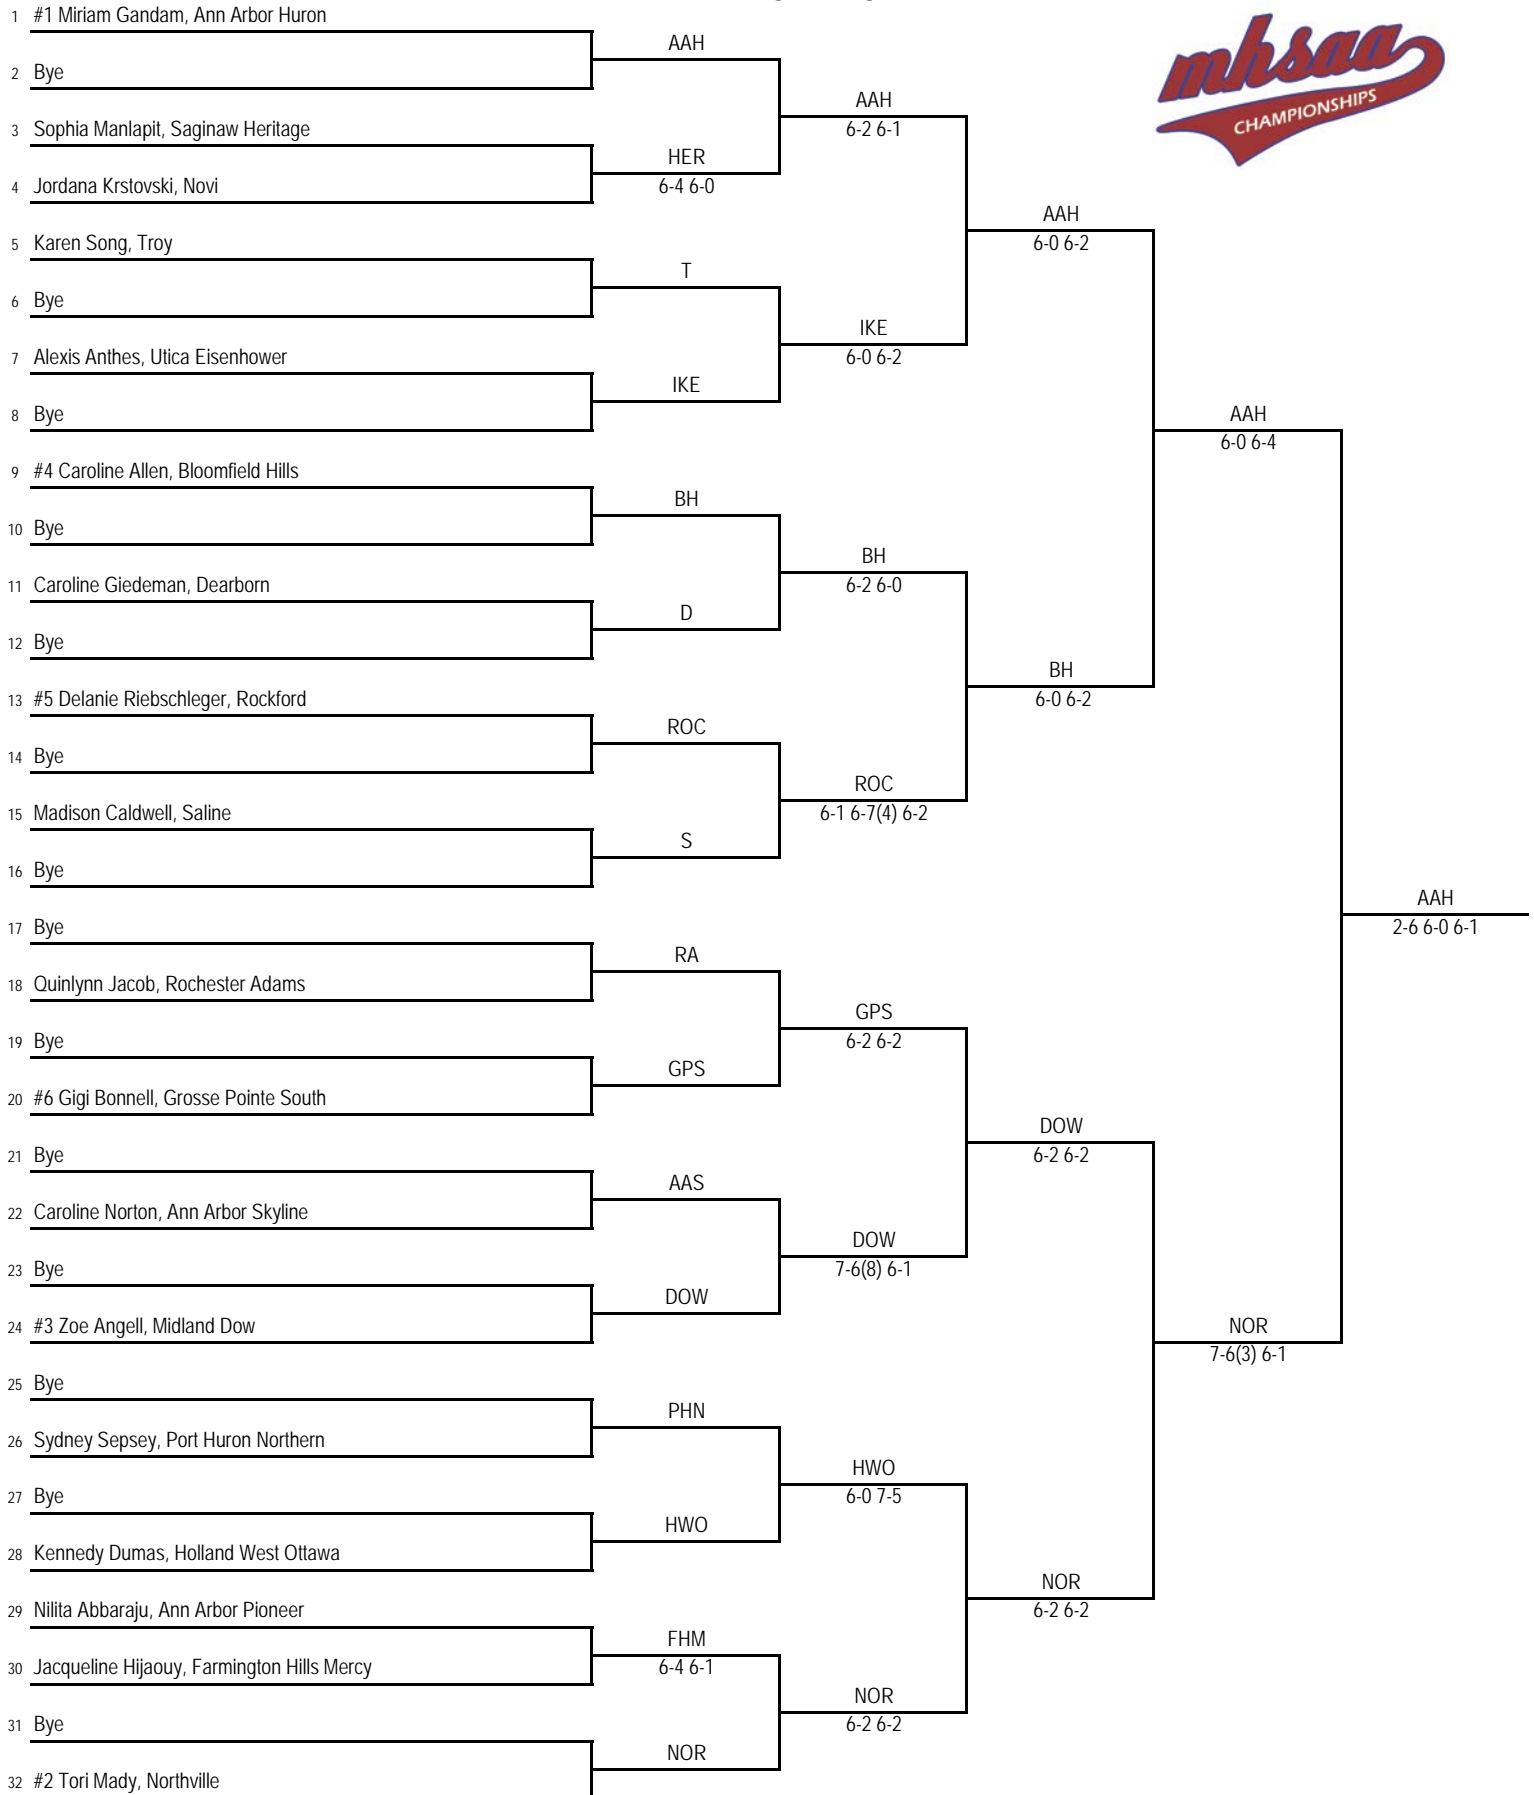 1 #1 Miriam Gandam, Ann Arbor Huron
AAH
2 Bye
AAH
6-2 6-1
3 Sophia Manlapit, Saginaw Heritage
HER
6-4 6-0
4 Jordana Krstovski, Novi
AAH
6-0 6-2
5 Karen Song, Troy
T
6 Bye
IKE
6-0 6-2
7 Alexis Anthes, Utica Eisenhower
IKE
8 Bye
AAH
6-0 6-4
9 #4 Caroline Allen, Bloomfield Hills
BH
10 Bye
BH
6-2 6-0
11 Caroline Giedeman, Dearborn
D
12 Bye
BH
6-0 6-2
13 #5 Delanie Riebschleger, Rockford
ROC
14 Bye
ROC
6-1 6-7(4) 6-2
15 Madison Caldwell, Saline
S
16 Bye
AAH
2-6 6-0 6-1
17 Bye
RA
18 Quinlynn Jacob, Rochester Adams
GPS
6-2 6-2
19 Bye
GPS
20 #6 Gigi Bonnell, Grosse Pointe South
DOW
6-2 6-2
21 Bye
AAS
22 Caroline Norton, Ann Arbor Skyline
DOW
7-6(8) 6-1
23 Bye
DOW
24 #3 Zoe Angell, Midland Dow
NOR
7-6(3) 6-1
25 Bye
PHN
26 Sydney Sepsey, Port Huron Northern
HWO
6-0 7-5
27 Bye
HWO
28 Kennedy Dumas, Holland West Ottawa
NOR
6-2 6-2
29 Nilita Abbaraju, Ann Arbor Pioneer
FHM
6-4 6-1
30 Jacqueline Hijaouy, Farmington Hills Mercy
NOR
6-2 6-2
31 Bye
NOR
32 #2 Tori Mady, Northville
mhsaa
CHAMPIONSHIPS